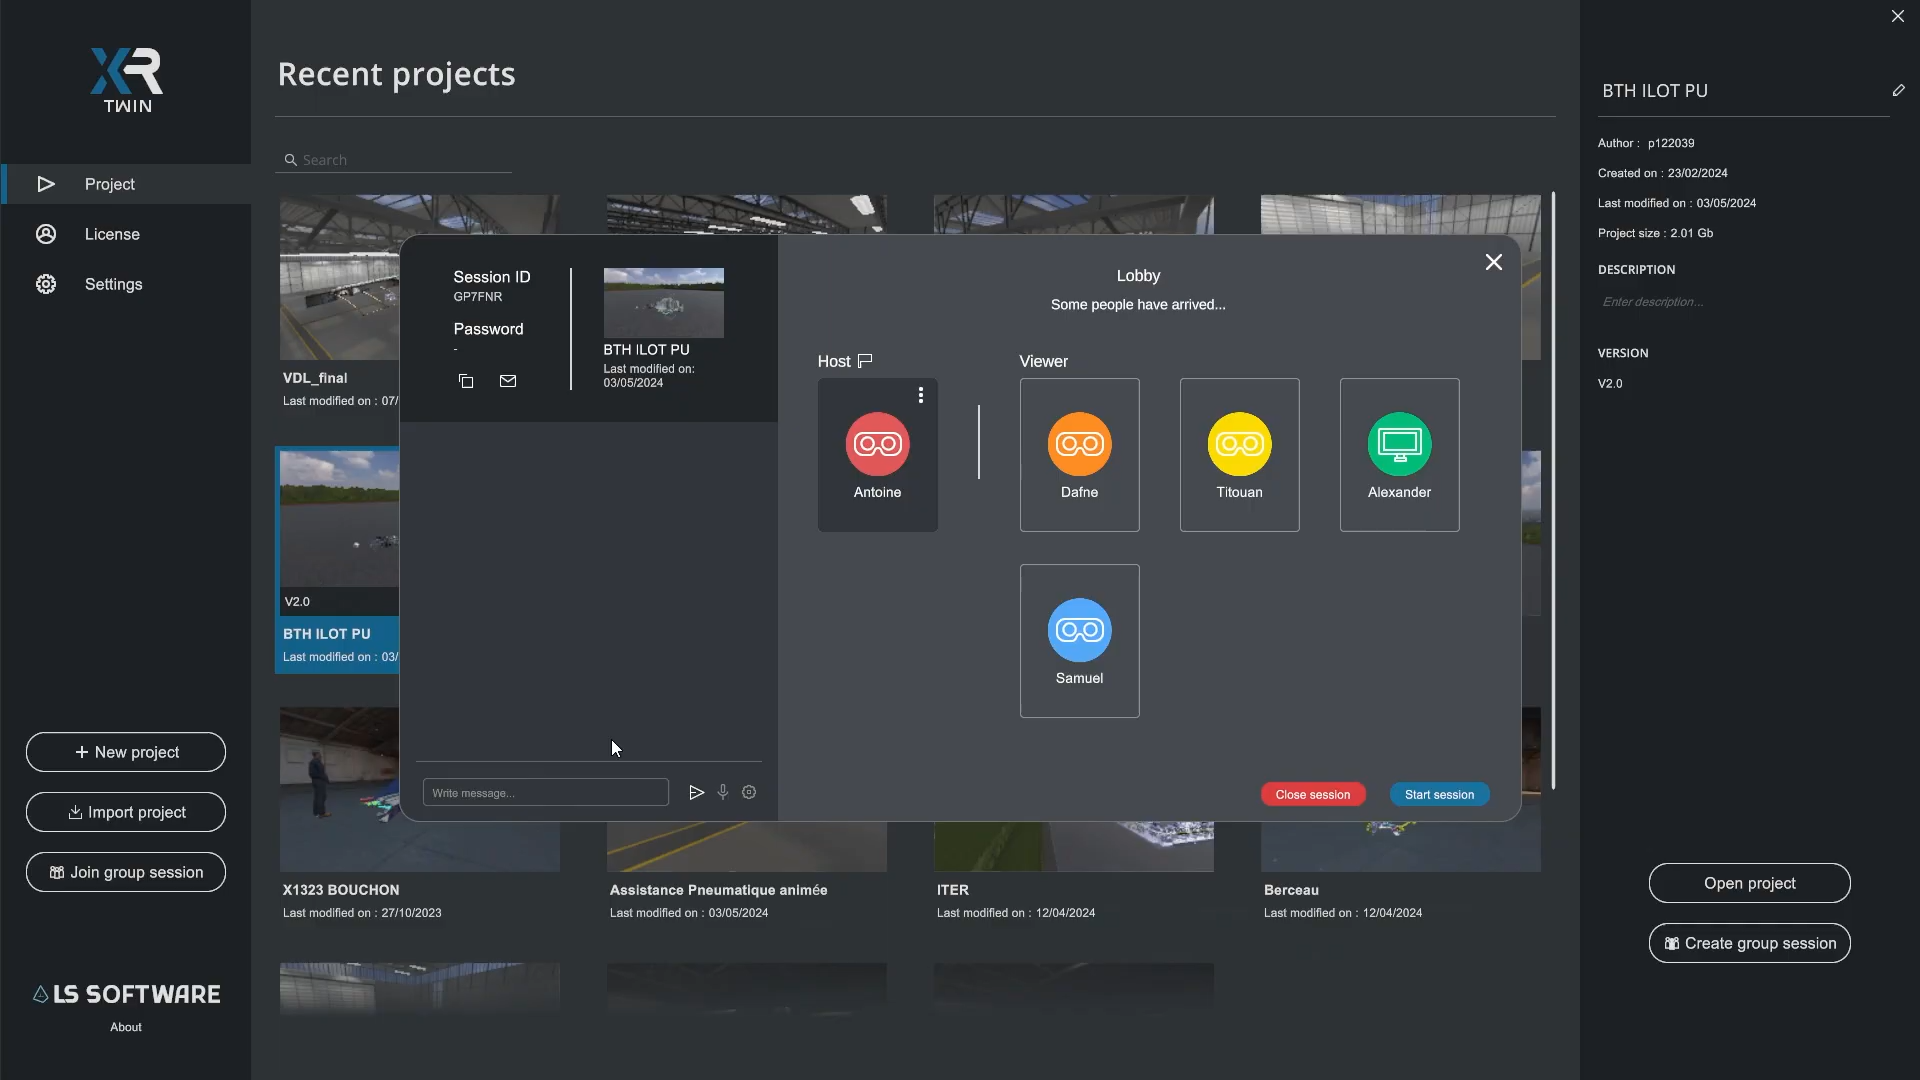 XR
TWIN
Project
License
Settings
New project
Import project
Join group session
LS SOFTWARE
About
Recent projects
Search
VDL_final
Last modified on : 07/
V2.0
BTH ILOT PU
Last modified on : 03/
X1323 BOUCHON
Last modified on : 27/10/2023
Assistance Pneumatique animée
Last modified on : 03/05/2024
ITER
Last modified on : 12/04/2024
Berceau
Last modified on : 12/04/2024
Session ID
GP7FNR
Password
-
BTH ILOT PU
Last modified on:
03/05/2024
Write message...
Lobby
Some people have arrived...
Host
Viewer
Antoine
Dafne
Titouan
Alexander
Samuel
Close session
Start session
BTH ILOT PU
Author : p122039
Created on : 23/02/2024
Last modified on : 03/05/2024
Project size : 2.01 Gb
DESCRIPTION
Enter description...
VERSION
V2.0
Open project
Create group session